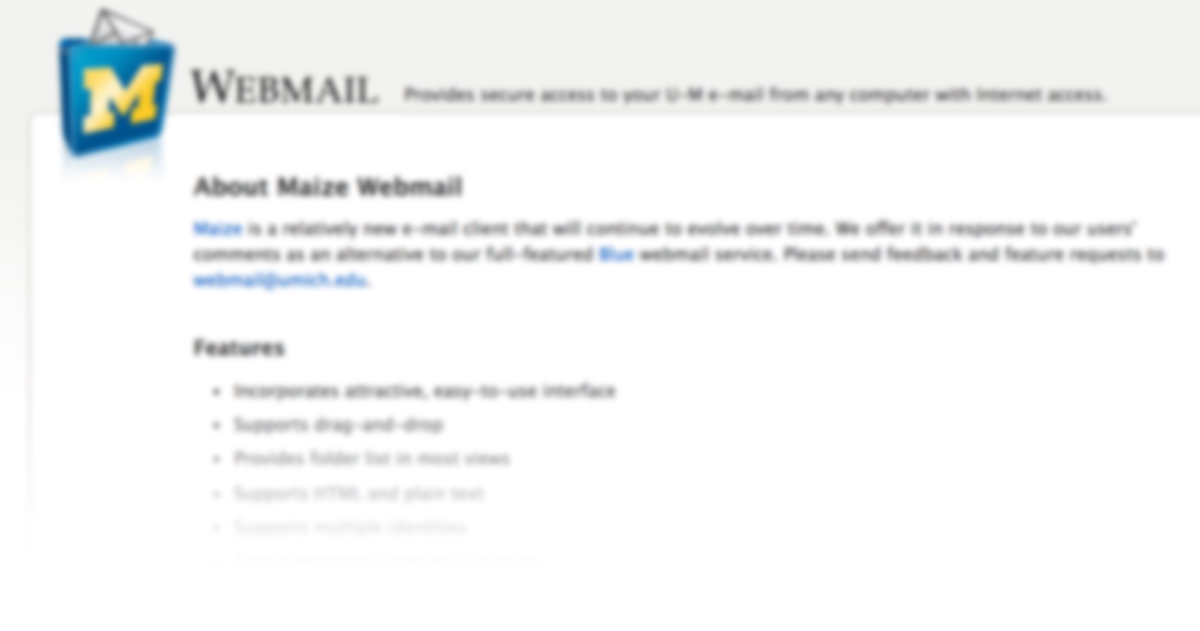 M
WEBMAIL Provides secure access to your U-M e-mail from any computer with Internet access.
About Maize Webmail
Maize is a relatively new e-mail client that will continue to evolve over time. We offer it in response to our users'
comments as an alternative to our full-featured Blue webmail service. Please send feedback and feature requests to
webmail@umich.edu.
Features
• Incorporates attractive, easy-to-use interface
• Supports drag-and-drop
• Provides folder list in most views
• Supports HTML and plain text
• Supports multiple identities